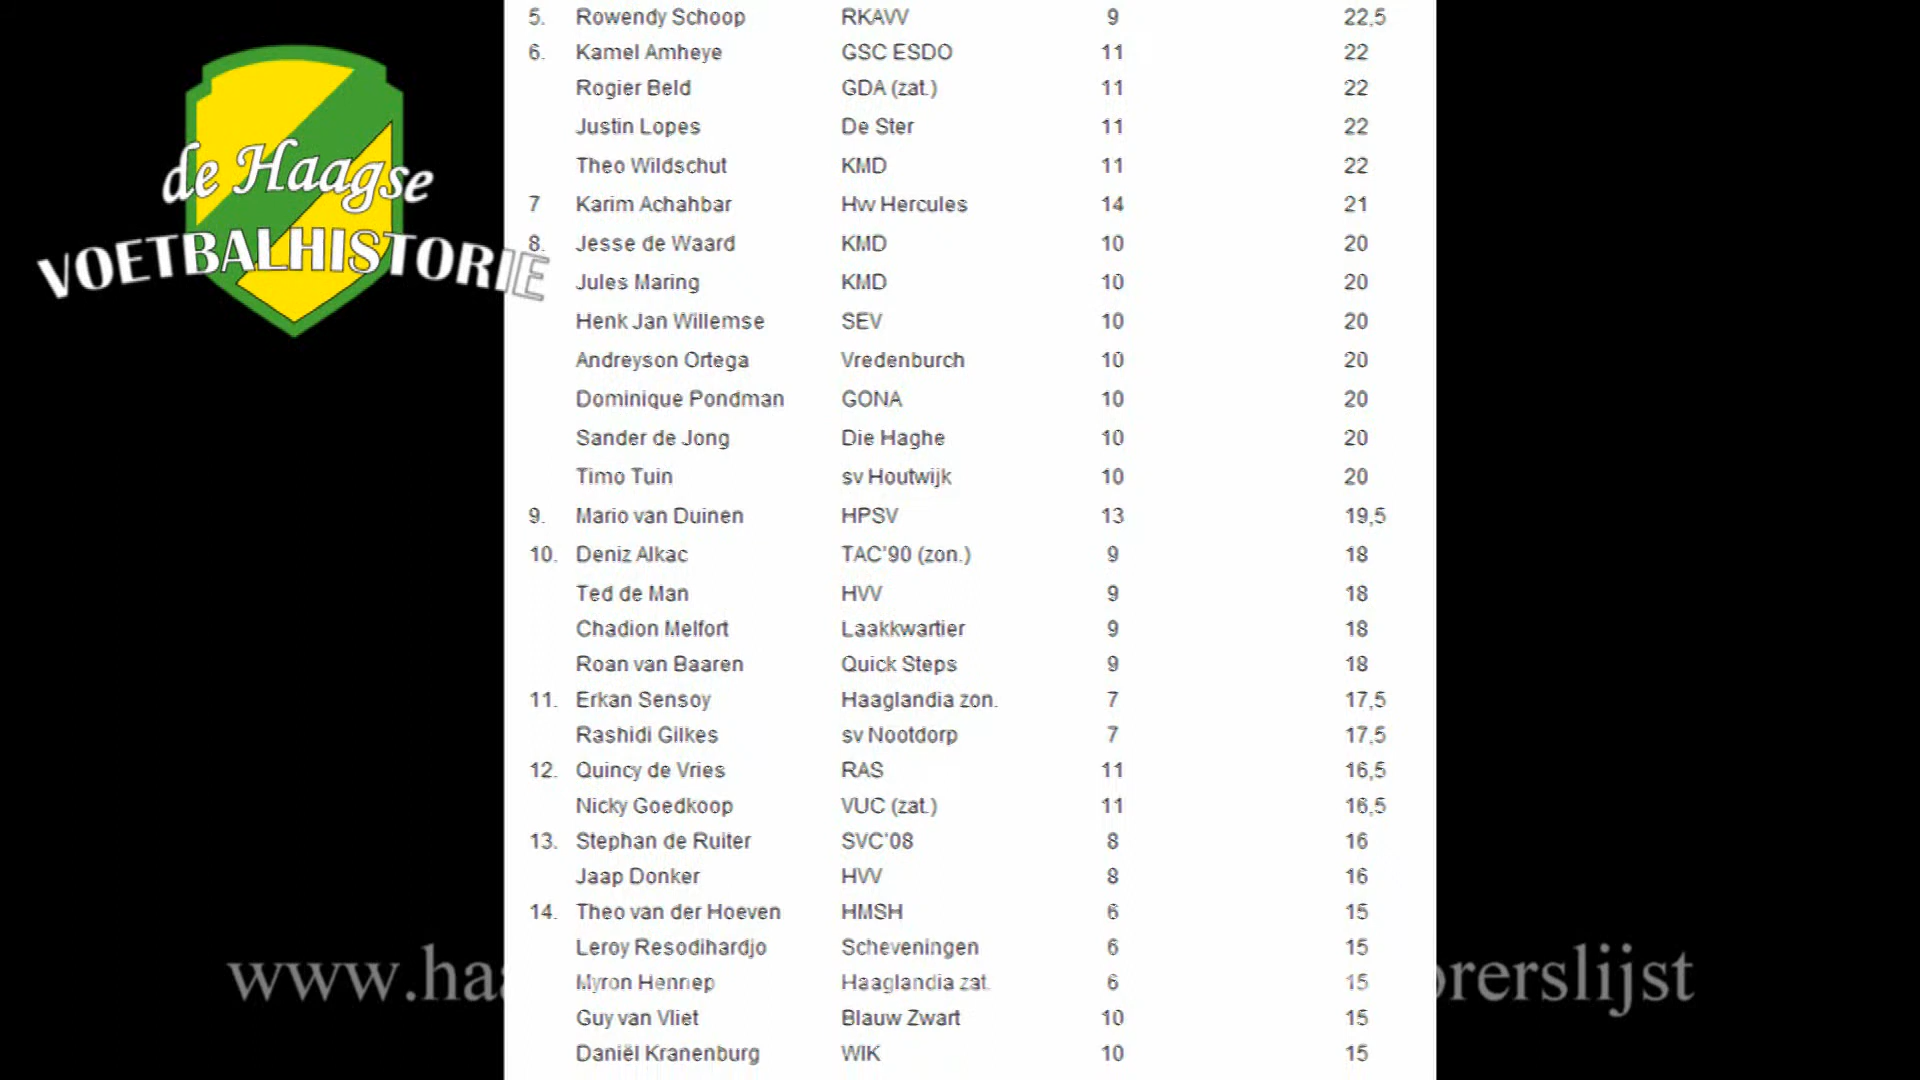 de Haagse
VOETBALHISTORIE
5. Rowendy Schoop RKAVV 9 22,5
6. Kamel Amheye GSC ESDO 11 22
Rogier Beld GDA (zat.) 11 22
Justin Lopes De Ster 11 22
Theo Wildschut KMD 11 22
7 Karim Achahbar Hvv Hercules 14 21
8. Jesse de Waard KMD 10 20
Jules Maring KMD 10 20
Henk Jan Willemse SEV 10 20
Andreyson Ortega Vredenburch 10 20
Dominique Pondman GONA 10 20
Sander de Jong Die Haghe 10 20
Timo Tuin sv Houtwijk 10 20
9. Mario van Duinen HPSV 13 19,5
10. Deniz Alkac TAC'90 (zon.) 9 18
Ted de Man HVV 9 18
Chadion Melfort Laakkwartier 9 18
Roan van Baaren Quick Steps 9 18
11. Erkan Sensoy Haaglandia zon. 7 17,5
Rashidi Gilkes sv Nootdorp 7 17,5
12. Quincy de Vries RAS 11 16,5
Nicky Goedkoop VUC (zat.) 11 16,5
13. Stephan de Ruiter SVC'08 8 16
Jaap Donker HVV 8 16
14. Theo van der Hoeven HMSH 6 15
Leroy Resodihardjo Scheveningen 6 15
Myron Henriep Haaglandia zat. 6 15
Guy van Vliet Blauw Zwart 10 15
Daniël Kranenburg WIK 10 15
www.haa orerslijst